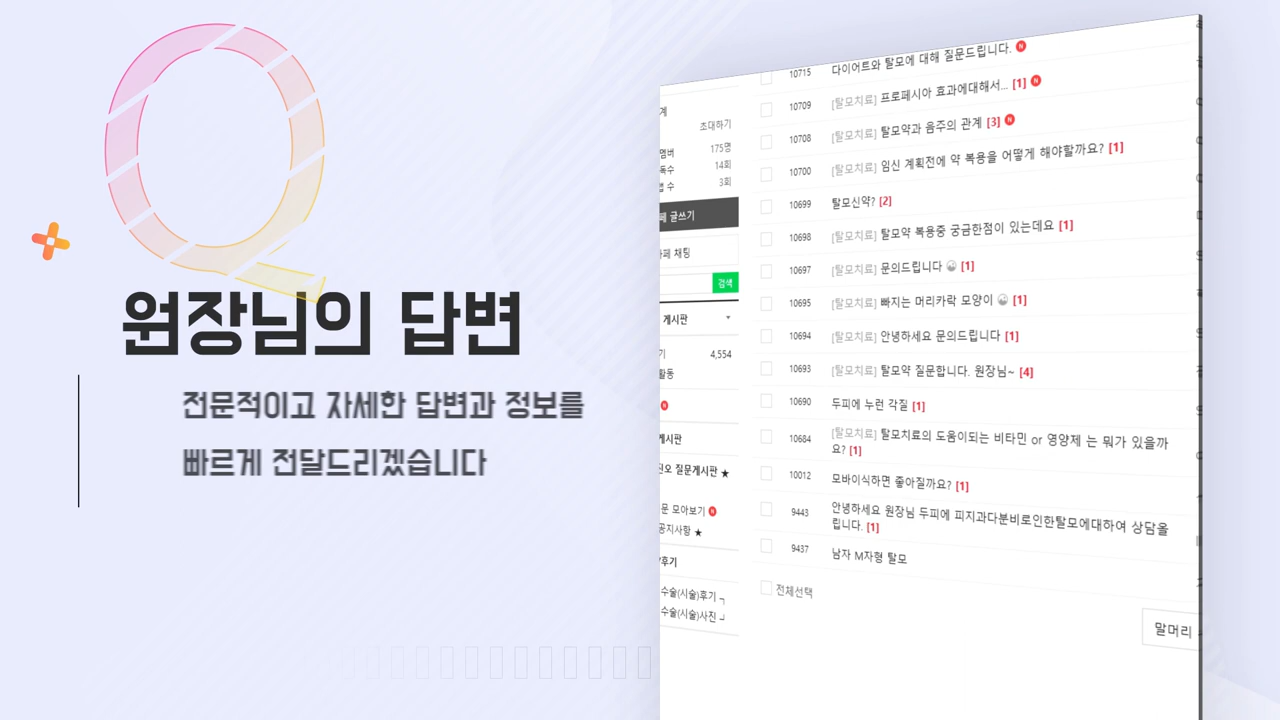 Q
원장님의 답변
전문적이고 자세한 답변과 정보를
빠르게 전달드리겠습니다
초대하기
멤버 175명
14회
3회
글쓰기
채팅
검색
게시판
4,554
활동
N
게시판
질문게시판 ★
모아보기 N
공지사항 ★
후기
수술(시술)후기 ┐
수술(시술)사진 ┘
10715 다이어트와 탈모에 대해 질문드립니다. N
10709 [탈모치료] 프로페시아 효과에대해서... [1] N
10708 [탈모치료] 탈모약과 음주의 관계 [3] N
10700 [탈모치료] 임신 계획전에 약 복용을 어떻게 해야할까요? [1]
10699 탈모신약? [2]
10698 [탈모치료] 탈모약 복용중 궁금한점이 있는데요 [1]
10697 [탈모치료] 문의드립니다 [1]
10695 [탈모치료] 빠지는 머리카락 모양이 [1]
10694 [탈모치료] 안녕하세요 문의드립니다 [1]
10693 [탈모치료] 탈모약 질문합니다. 원장님~ [4]
10690 두피에 누런 각질 [1]
10684 [탈모치료] 탈모치료의 도움이되는 비타민 or 영양제 는 뭐가 있을까
요? [1]
10012 모바이식하면 좋아질까요? [1]
9443 안녕하세요 원장님 두피에 피지과다분비로인한탈모에대하여 상담올
립니다. [1]
9437 남자 M자형 탈모
전체선택
말머리